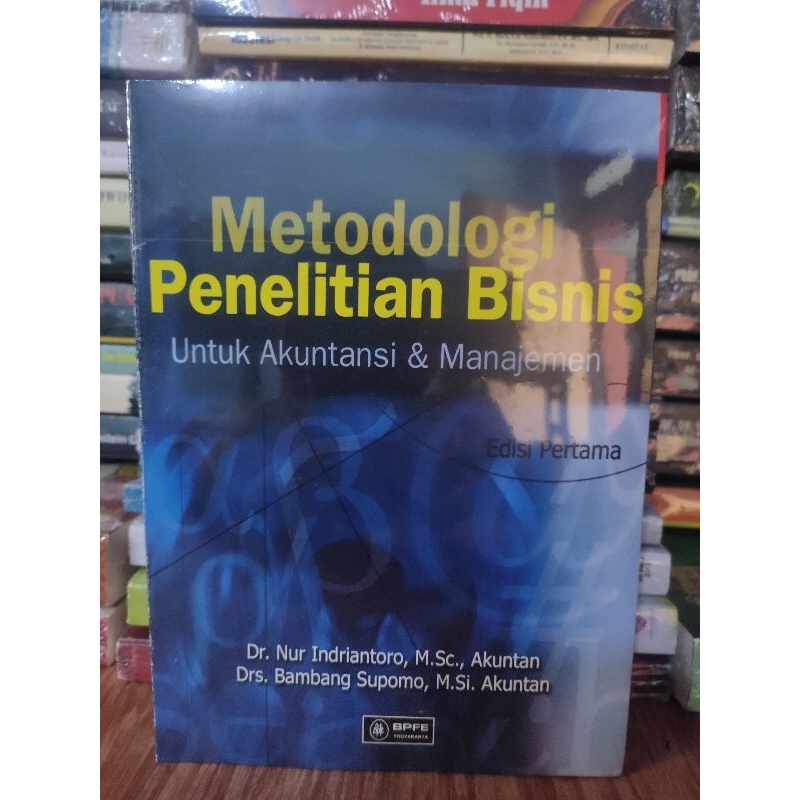 Metodologi
Penelitian Bisnis
Untuk Akuntansi & Manajemen
Edisi Pertama
Dr. Nur Indriantoro, M.Sc., Akuntan
Drs. Bambang Supomo, M.Si. Akuntan
BPFE
YOGYAKARTA